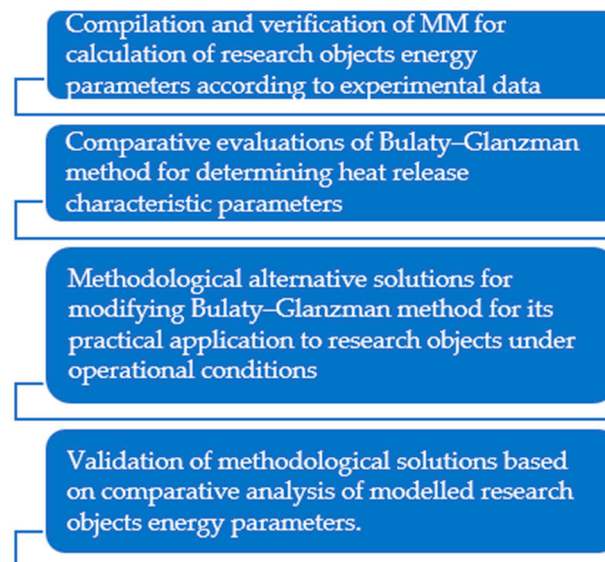 Compilation and verification of MM for
calculation of research objects energy
parameters according to experimental data
Comparative evaluations of Bulaty–Glanzman
method for determining heat release
characteristic parameters
Methodological alternative solutions for
modifying Bulaty–Glanzman method for its
practical application to research objects under
operational conditions
Validation of methodological solutions based
on comparative analysis of modelled research
objects energy parameters.